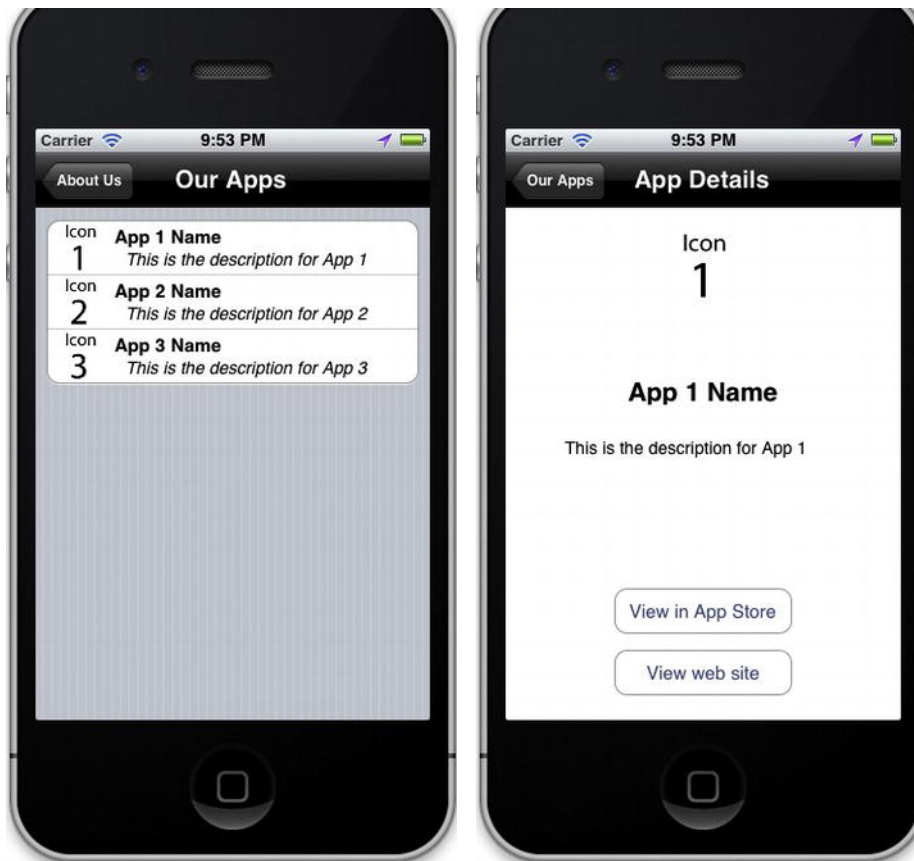 Carrier 9:53 PM
About Us Our Apps
Icon
1
App 1 Name
This is the description for App 1
Icon
2
App 2 Name
This is the description for App 2
Icon
3
App 3 Name
This is the description for App 3
Carrier 9:53 PM
Our Apps App Details
Icon
1
App 1 Name
This is the description for App 1
View in App Store
View web site